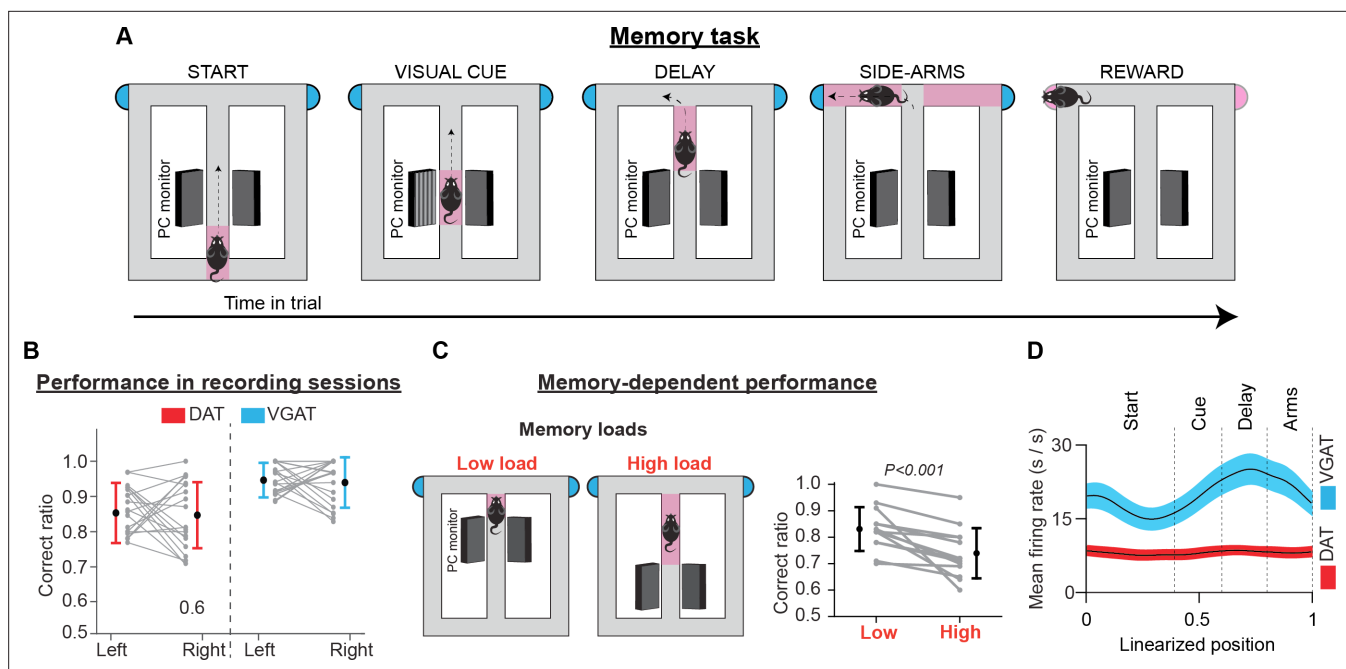 A
Memory task
START
VISUAL CUE
DELAY
SIDE-ARMS
REWARD
PC monitor
PC monitor
PC monitor
PC monitor
PC monitor
Time in trial
B
Performance in recording sessions
DAT
VGAT
Correct ratio
1.0
0.9
0.8
0.7
0.6
0.5
0.6
Left
Right
Left
Right
C
Memory-dependent performance
Memory loads
Low load
High load
PC monitor
P<0.001
Correct ratio
1.0
0.9
0.8
0.7
0.6
0.5
Low
High
D
Start
Cue
Delay
Arms
Mean firing rate (s / s)
30
15
0
0
0.5
1
Linearized position
VGAT
DAT